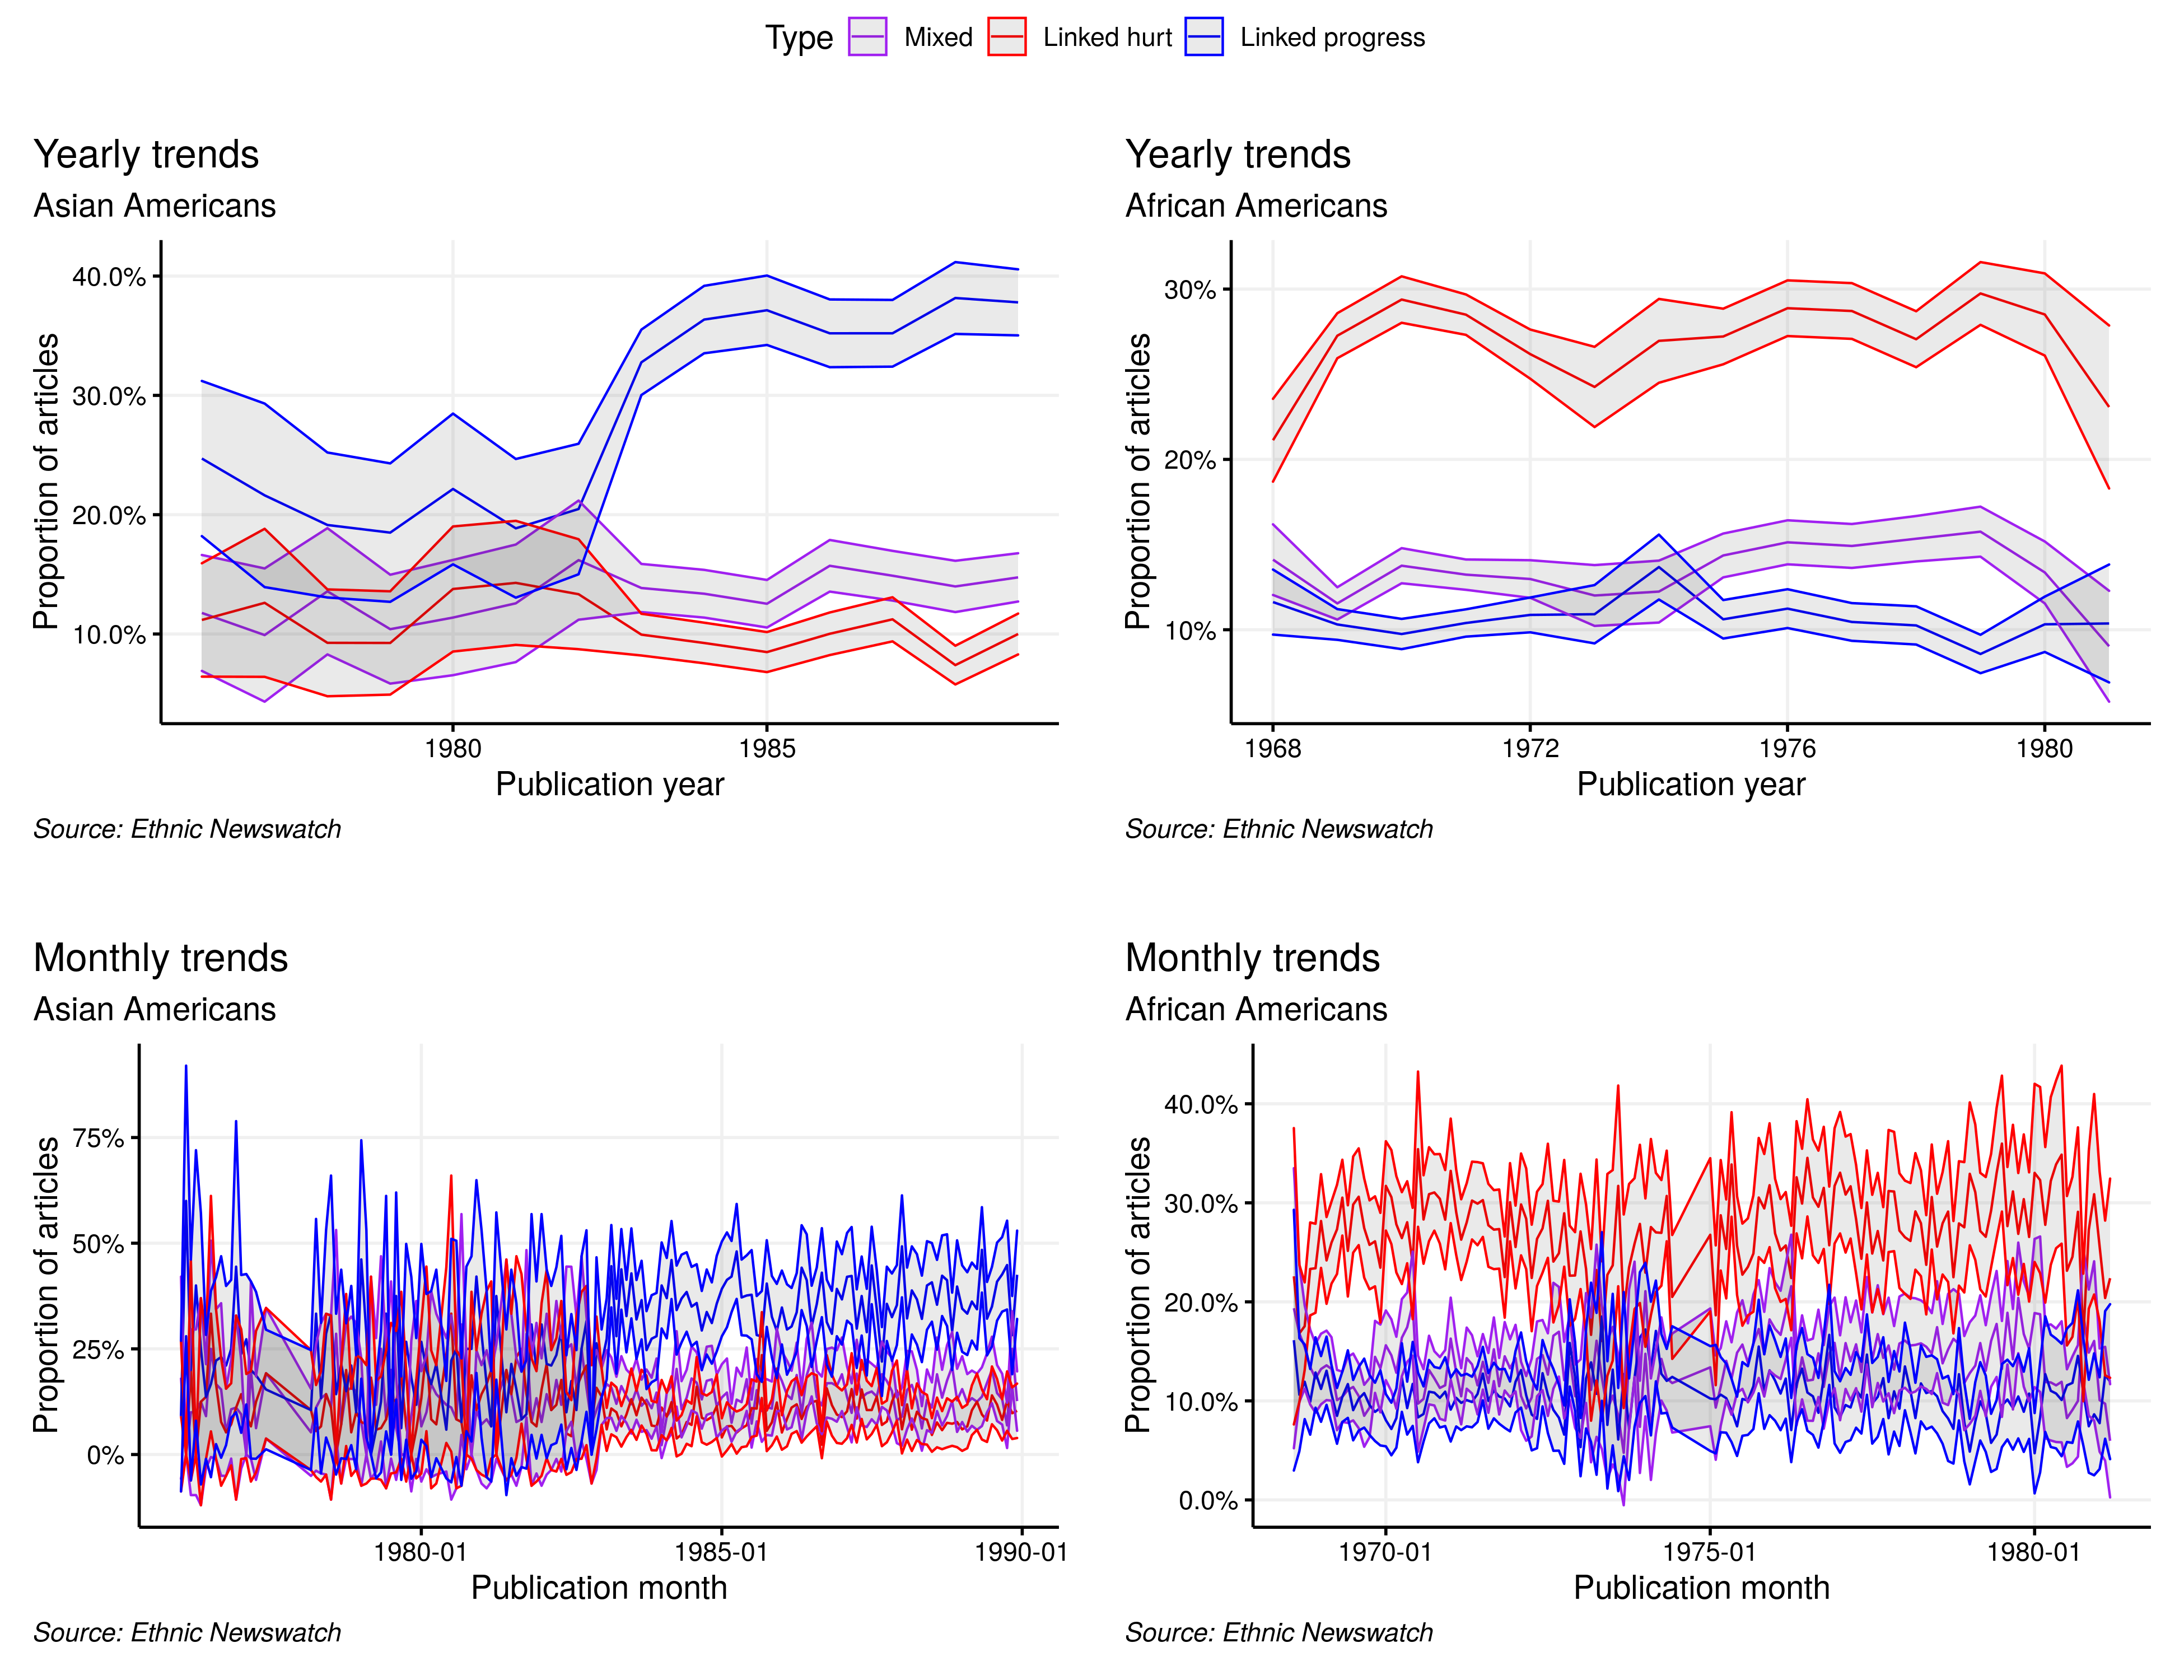 Type Mixed Linked hurt Linked progress
Yearly trends
Asian Americans
Proportion of articles
40.0%
30.0%
20.0%
10.0%
1980 1985
Publication year
Source: Ethnic Newswatch
Yearly trends
African Americans
Proportion of articles
30%
20%
10%
1968 1972 1976 1980
Publication year
Source: Ethnic Newswatch
Monthly trends
Asian Americans
Proportion of articles
75%
50%
25%
0%
1980-01 1985-01 1990-01
Publication month
Source: Ethnic Newswatch
Monthly trends
African Americans
Proportion of articles
40.0%
30.0%
20.0%
10.0%
0.0%
1970-01 1975-01 1980-01
Publication month
Source: Ethnic Newswatch